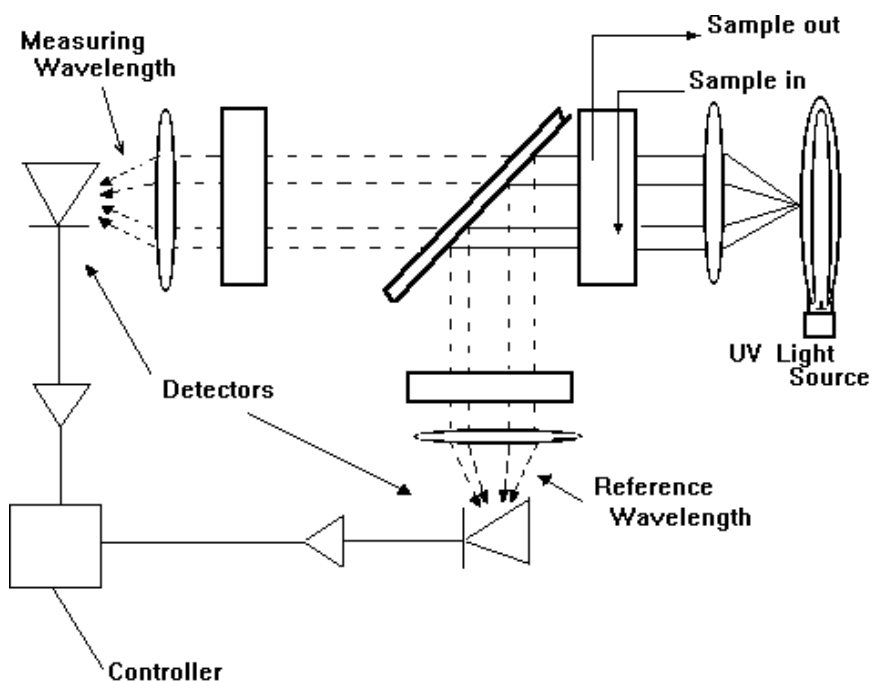 Sample out
Measuring
Wavelength
Sample in
UV Light
Source
Detectors
Reference
Wavelength
Controller